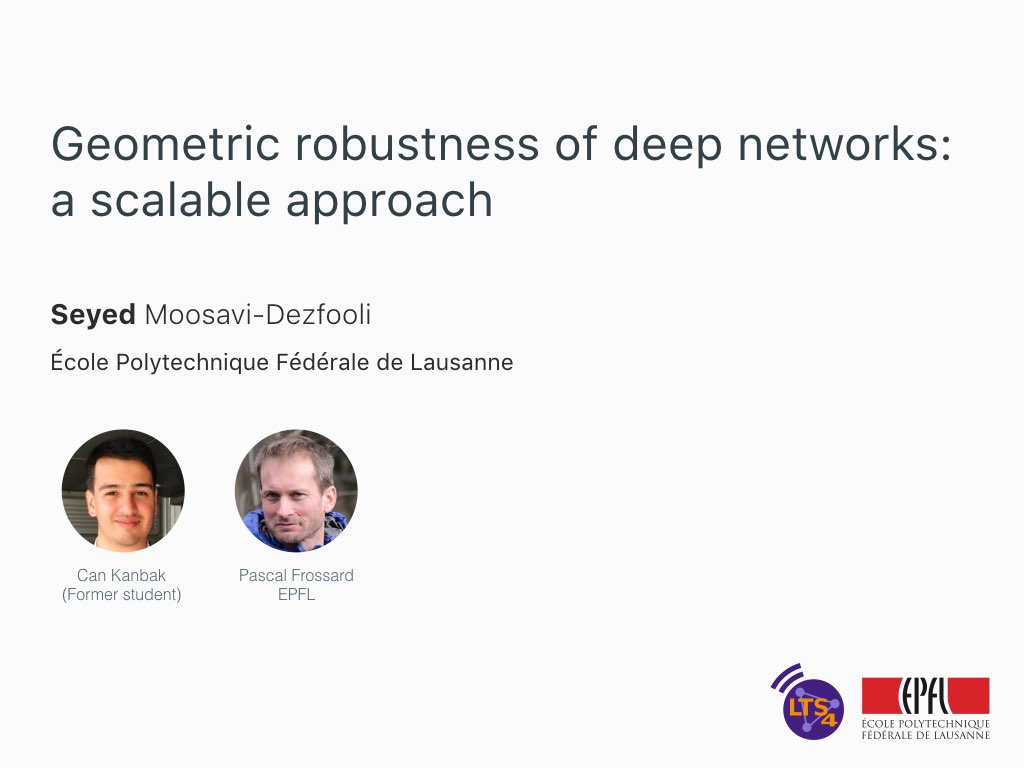 Geometric robustness of deep networks:
a scalable approach
Seyed Moosavi-Dezfooli
École Polytechnique Fédérale de Lausanne
Can Kanbak
(Former student)
Pascal Frossard
EPFL
LTS4
EPFL
ÉCOLE POLYTECHNIQUE
FÉDÉRALE DE LAUSANNE